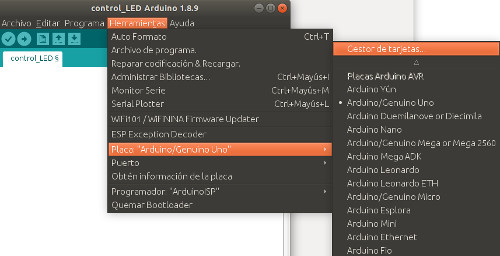 control_LED Arduino 1.8.9
Archivo Editar Programa Herramientas Ayuda
control_LED §
Auto Formato Ctrl+T
Archivo de programa.
Reparar codificación & Recargar.
Administrar Bibliotecas... Ctrl+Mayús+I
Monitor Serie Ctrl+Mayús+M
Serial Plotter Ctrl+Mayús+L
WiFi101 / WiFiNINA Firmware Updater
ESP Exception Decoder
Placa: "Arduino/Genuino Uno"
Puerto
Obtén información de la placa
Programador: "ArduinoISP"
Quemar Bootloader
Gestor de tarjetas...
Placas Arduino AVR
Arduino Yún
Arduino/Genuino Uno
Arduino Duemilanove or Diecimila
Arduino Nano
Arduino/Genuino Mega or Mega 2560
Arduino Mega ADK
Arduino Leonardo
Arduino Leonardo ETH
Arduino/Genuino Micro
Arduino Esplora
Arduino Mini
Arduino Ethernet
Arduino Fio